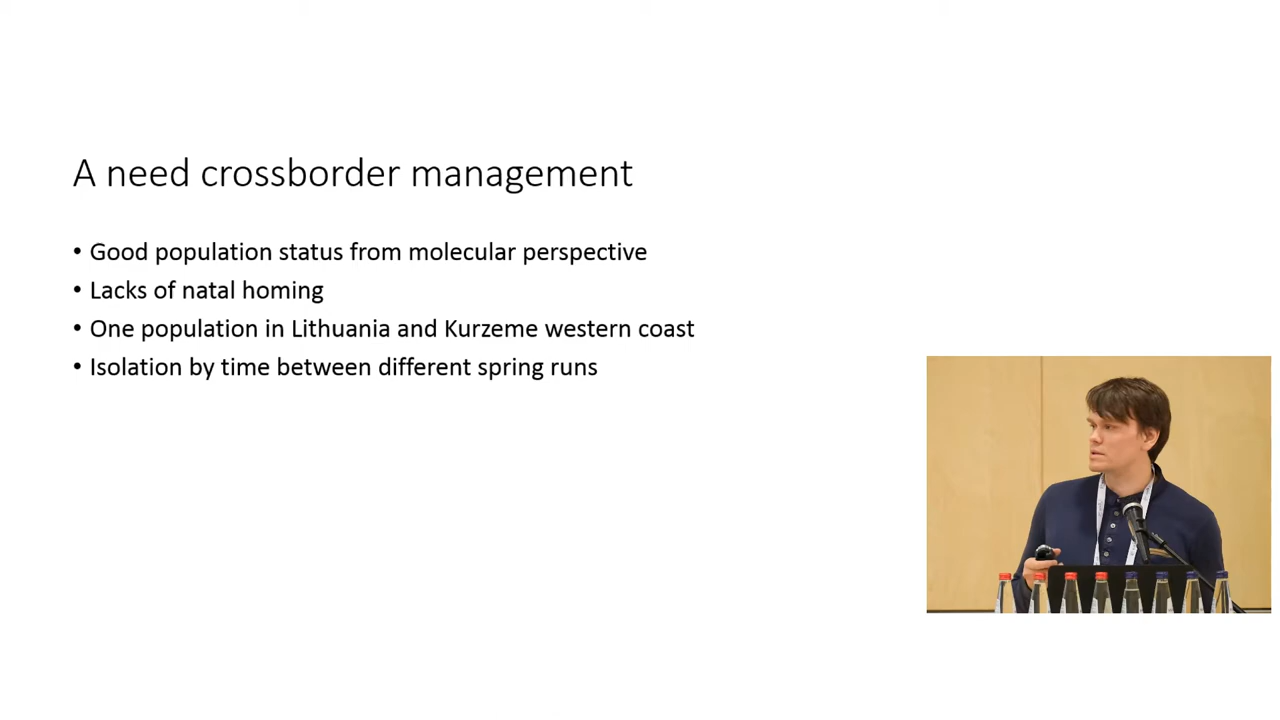 A need crossborder management
• Good population status from molecular perspective
• Lacks of natal homing
• One population in Lithuania and Kurzeme western coast
• Isolation by time between different spring runs